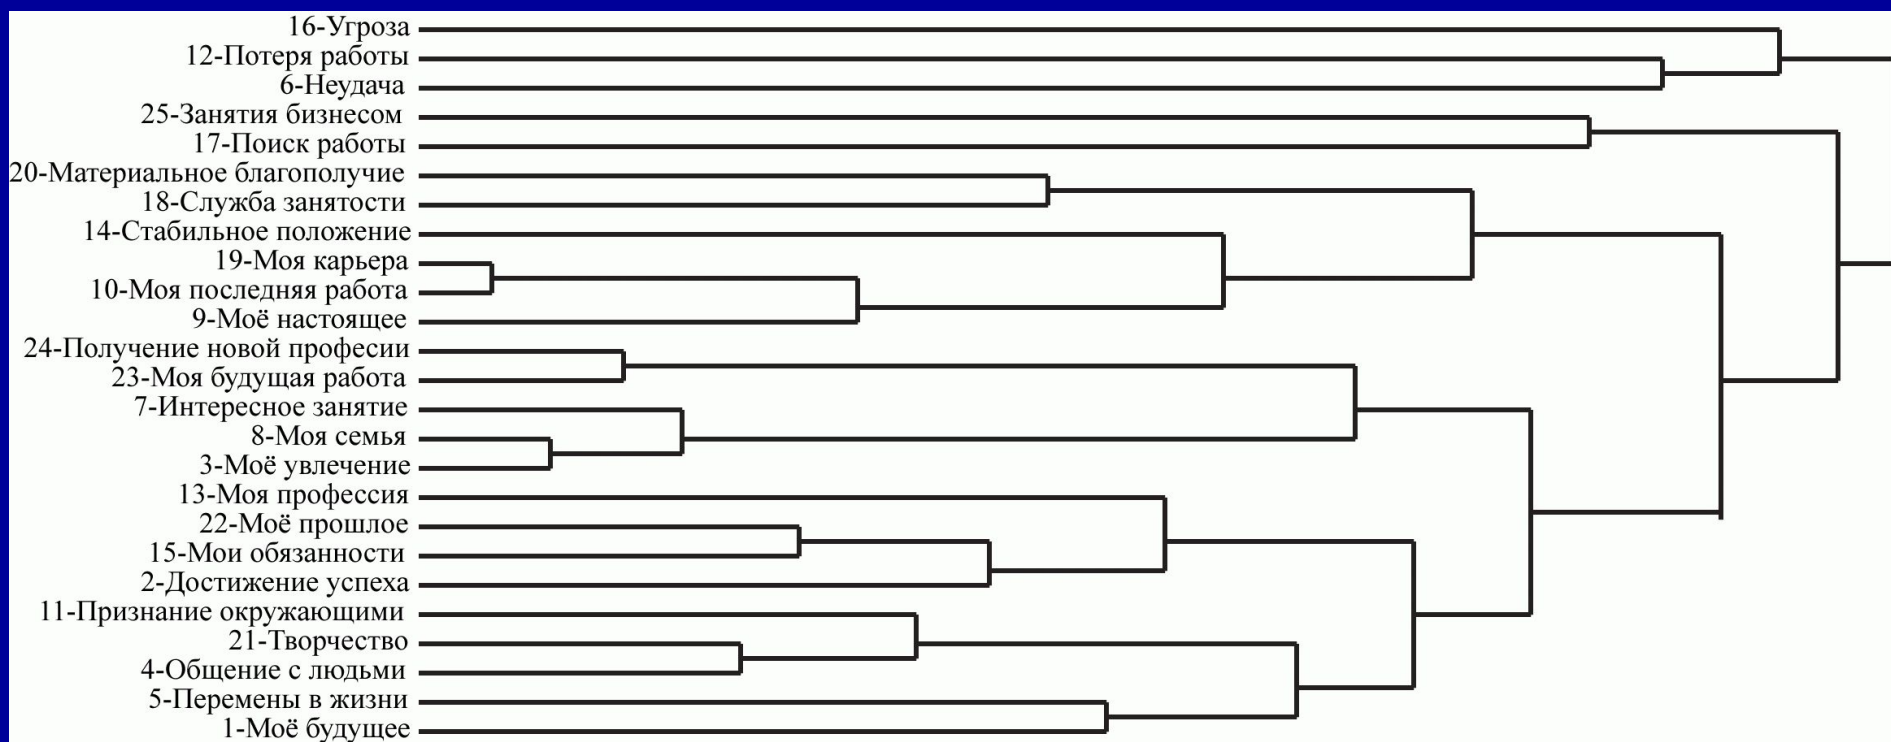 16-Угроза
12-Потеря работы
6-Неудача
25-Занятия бизнесом
17-Поиск работы
20-Материальное благополучие
18-Служба занятости
14-Стабильное положение
19-Моя карьера
10-Моя последняя работа
9-Моё настоящее
24-Получение новой професии
23-Моя будущая работа
7-Интересное занятие
8-Моя семья
3-Моё увлечение
13-Моя профессия
22-Моё прошлое
15-Мои обязанности
2-Достижение успеха
11-Признание окружающими
21-Творчество
4-Общение с людьми
5-Перемены в жизни
1-Моё будущее